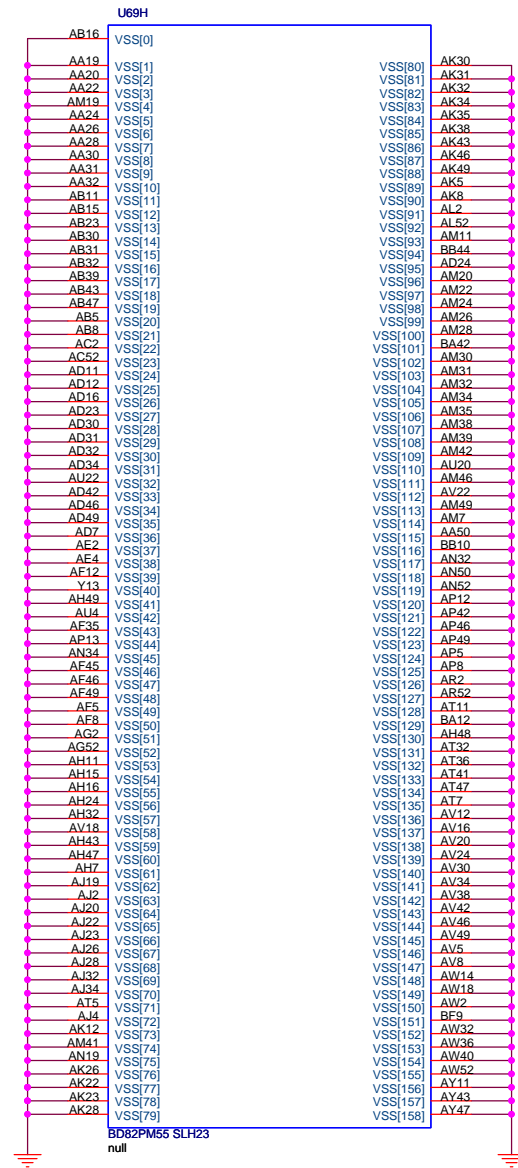 U69H
AB16 VSS[0]
AA19 VSS[1] VSS[80] AK30
AA20 VSS[2] VSS[81] AK31
AA22 VSS[3] VSS[82] AK32
AM19 VSS[4] VSS[83] AK34
AA24 VSS[5] VSS[84] AK35
AA26 VSS[6] VSS[85] AK38
AA28 VSS[7] VSS[86] AK43
AA30 VSS[8] VSS[87] AK46
AA31 VSS[9] VSS[88] AK49
AA32 VSS[10] VSS[89] AK5
AB11 VSS[11] VSS[90] AK8
AB15 VSS[12] VSS[91] AL2
AB23 VSS[13] VSS[92] AL52
AB30 VSS[14] VSS[93] AM11
AB31 VSS[15] VSS[94] BB44
AB32 VSS[16] VSS[95] AD24
AB39 VSS[17] VSS[96] AM20
AB43 VSS[18] VSS[97] AM22
AB47 VSS[19] VSS[98] AM24
AB5 VSS[20] VSS[99] AM26
AB8 VSS[21] VSS[100] AM28
AC2 VSS[22] VSS[101] BA42
AC52 VSS[23] VSS[102] AM30
AD11 VSS[24] VSS[103] AM31
AD12 VSS[25] VSS[104] AM32
AD16 VSS[26] VSS[105] AM34
AD23 VSS[27] VSS[106] AM35
AD30 VSS[28] VSS[107] AM38
AD31 VSS[29] VSS[108] AM39
AD32 VSS[30] VSS[109] AM42
AD34 VSS[31] VSS[110] AU20
AU22 VSS[32] VSS[111] AM46
AD42 VSS[33] VSS[112] AV22
AD46 VSS[34] VSS[113] AM49
AD49 VSS[35] VSS[114] AM7
AD7 VSS[36] VSS[115] AA50
AE2 VSS[37] VSS[116] BB10
AE4 VSS[38] VSS[117] AN32
AF12 VSS[39] VSS[118] AN50
Y13 VSS[40] VSS[119] AN52
AH49 VSS[41] VSS[120] AP12
AU4 VSS[42] VSS[121] AP42
AF35 VSS[43] VSS[122] AP46
AP13 VSS[44] VSS[123] AP49
AN34 VSS[45] VSS[124] AP5
AF45 VSS[46] VSS[125] AP8
AF46 VSS[47] VSS[126] AR2
AF49 VSS[48] VSS[127] AR52
AF5 VSS[49] VSS[128] AT11
AF8 VSS[50] VSS[129] BA12
AG2 VSS[51] VSS[130] AH48
AG52 VSS[52] VSS[131] AT32
AH11 VSS[53] VSS[132] AT36
AH15 VSS[54] VSS[133] AT41
AH16 VSS[55] VSS[134] AT47
AH24 VSS[56] VSS[135] AT7
AH32 VSS[57] VSS[136] AV12
AV18 VSS[58] VSS[137] AV16
AH43 VSS[59] VSS[138] AV20
AH47 VSS[60] VSS[139] AV24
AH7 VSS[61] VSS[140] AV30
AJ19 VSS[62] VSS[141] AV34
AJ2 VSS[63] VSS[142] AV38
AJ20 VSS[64] VSS[143] AV42
AJ22 VSS[65] VSS[144] AV46
AJ23 VSS[66] VSS[145] AV49
AJ26 VSS[67] VSS[146] AV5
AJ28 VSS[68] VSS[147] AV8
AJ32 VSS[69] VSS[148] AW14
AJ34 VSS[70] VSS[149] AW18
AT5 VSS[71] VSS[150] AW2
AJ4 VSS[72] VSS[151] BF9
AK12 VSS[73] VSS[152] AW32
AM41 VSS[74] VSS[153] AW36
AN19 VSS[75] VSS[154] AW40
AK26 VSS[76] VSS[155] AW52
AK22 VSS[77] VSS[156] AY11
AK23 VSS[78] VSS[157] AY43
AK28 VSS[79] VSS[158] AY47
BD82PM55 SLH23
null